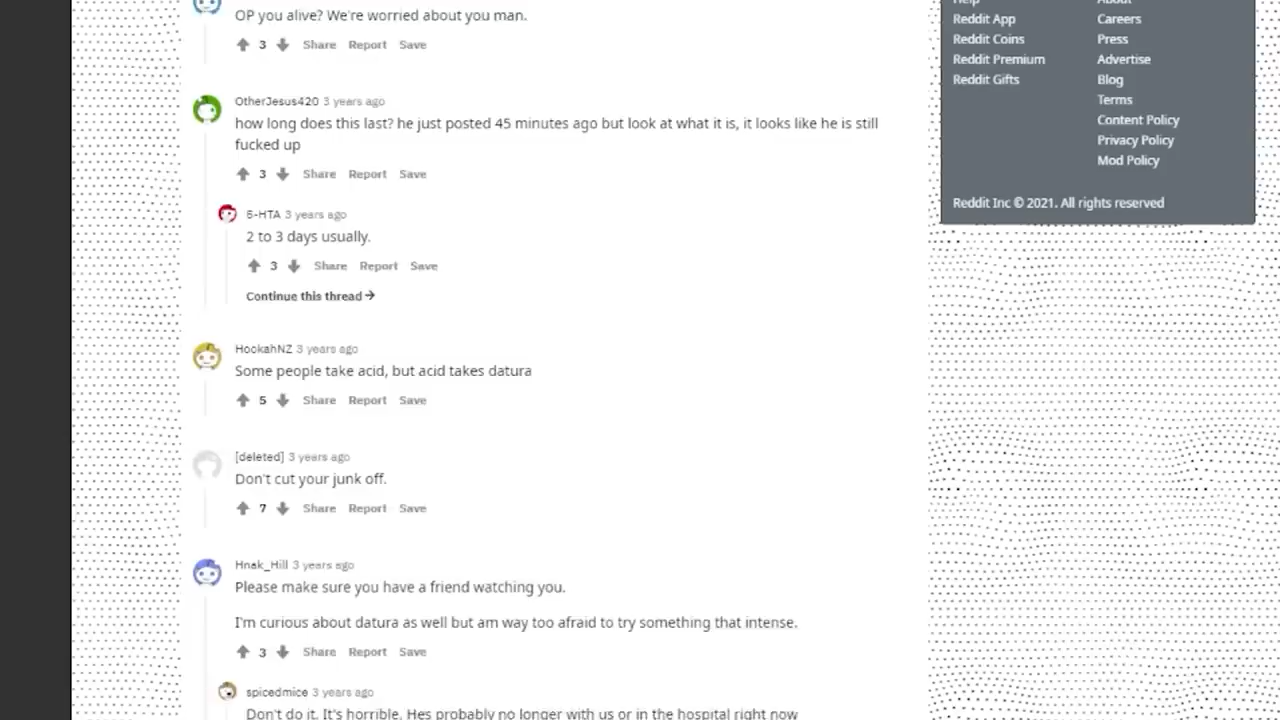 OP you alive? We're worried about you man.
3 Share Report Save
OtherJesus420 3 years ago
how long does this last? he just posted 45 minutes ago but look at what it is, it looks like he is still
fucked up
3 Share Report Save
5-HTA 3 years ago
2 to 3 days usually.
3 Share Report Save
Continue this thread →
HookahNZ 3 years ago
Some people take acid, but acid takes datura
5 Share Report Save
[deleted] 3 years ago
Don't cut your junk off.
7 Share Report Save
Hnak_Hill 3 years ago
Please make sure you have a friend watching you.
I'm curious about datura as well but am way too afraid to try something that intense.
3 Share Report Save
spicedmice 3 years ago
Don't do it. It's horrible. Hes probably no longer with us or in the hospital right now
Help
Reddit App
Reddit Coins
Reddit Premium
Reddit Gifts
About
Careers
Press
Advertise
Blog
Terms
Content Policy
Privacy Policy
Mod Policy
Reddit Inc © 2021. All rights reserved